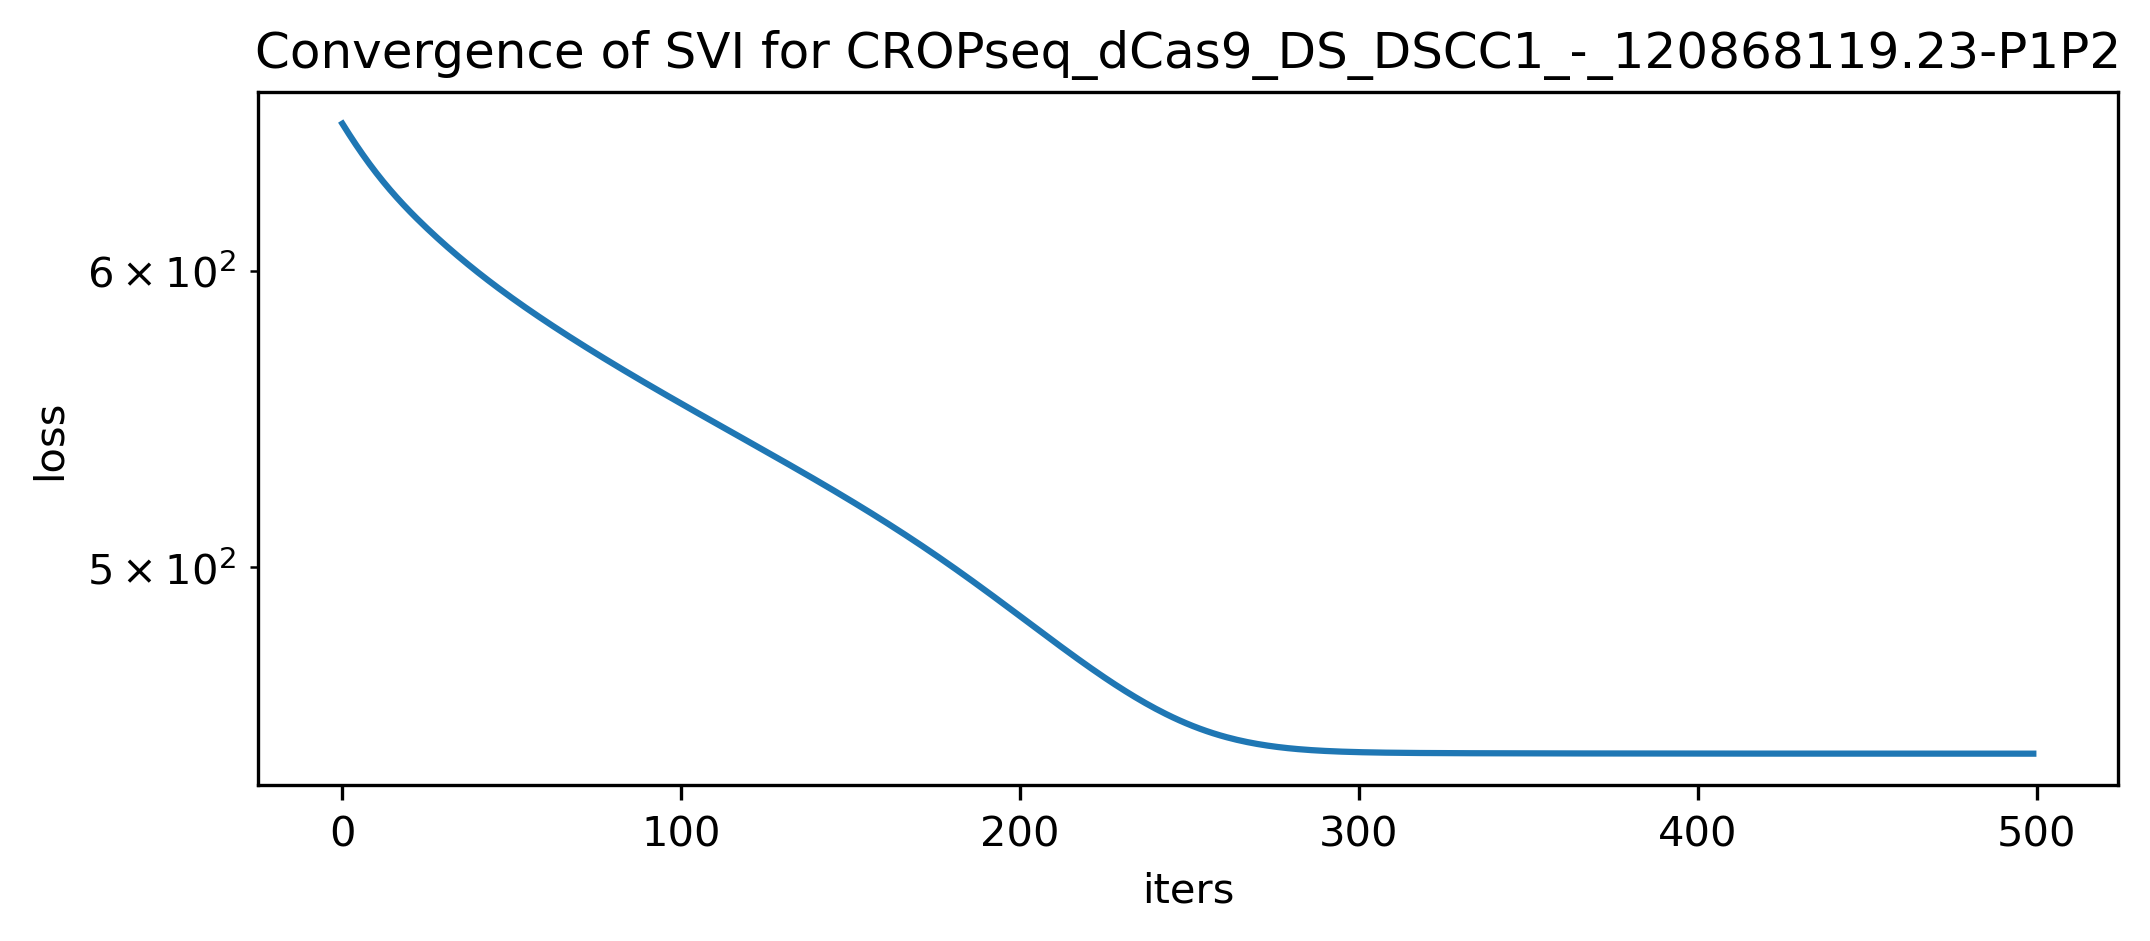 Convergence of SVI for CROPseq_dCas9_DS_DSCC1_-_120868119.23-P1P2
6 × 10²
5 × 10²
loss
0 100 200 300 400 500
iters